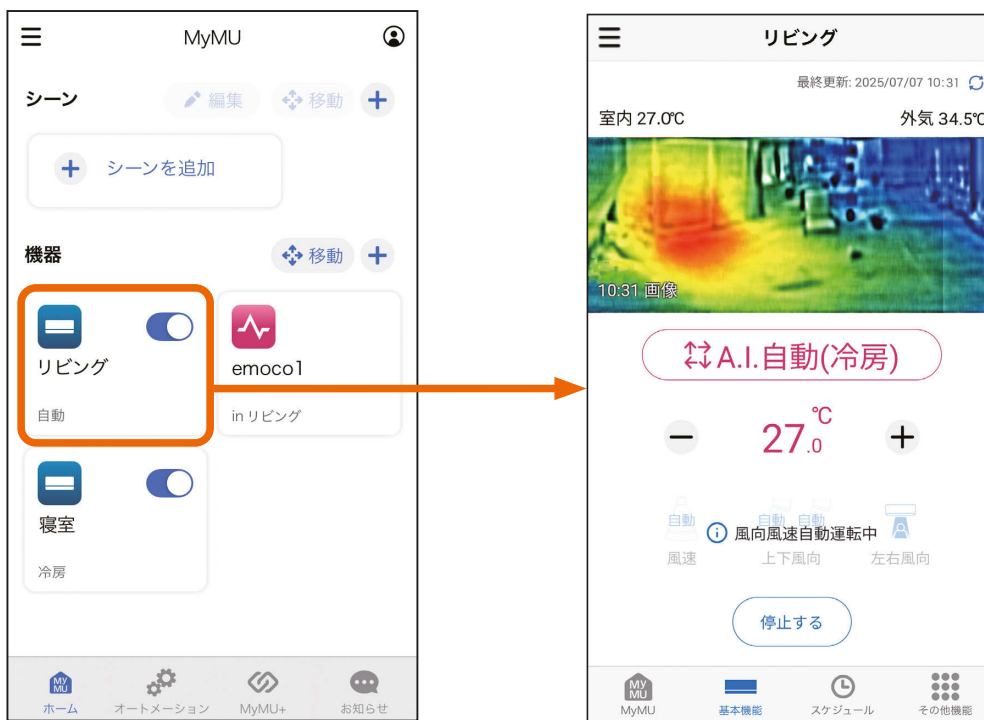 MyMU
シーン
編集
移動
シーンを追加
機器
移動
リビング
自動
emoco1
in リビング
寝室
冷房
MY
MU
ホーム
オートメーション
MyMU+
お知らせ
リビング
最終更新: 2025/07/07 10:31
室内 27.0℃
外気 34.5℃
10:31 画像
A.I.自動(冷房)
27.0℃
自動
自動 自動
風向風速自動運転中
風速
上下風向
左右風向
停止する
MY
MU
MyMU
基本機能
スケジュール
その他機能